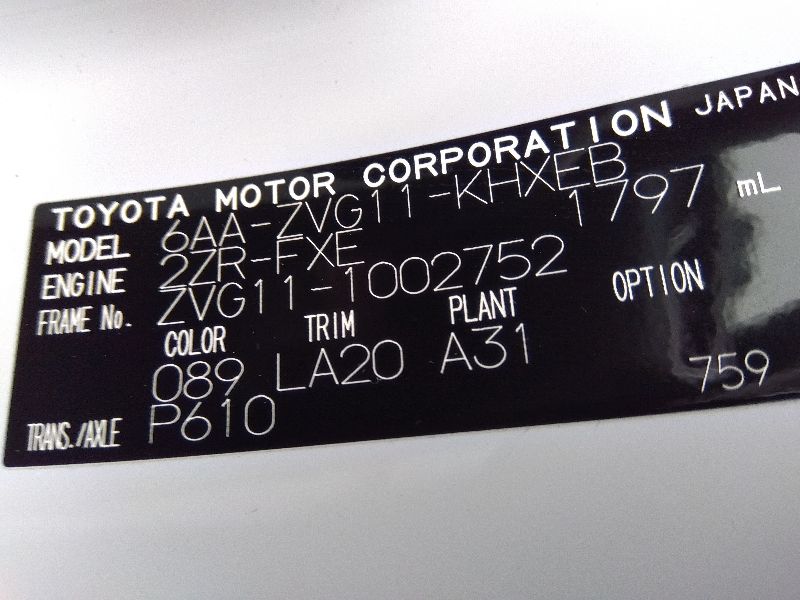 TOYOTA MOTOR CORPORATION JAPAN
MODEL 6AA-ZVG11-KHXEB
ENGINE 2ZR-FXE 1797 mL
FRAME No. ZVG11-1002752
COLOR TRIM PLANT OPTION
089 LA20 A31
TRANS./AXLE P610 759